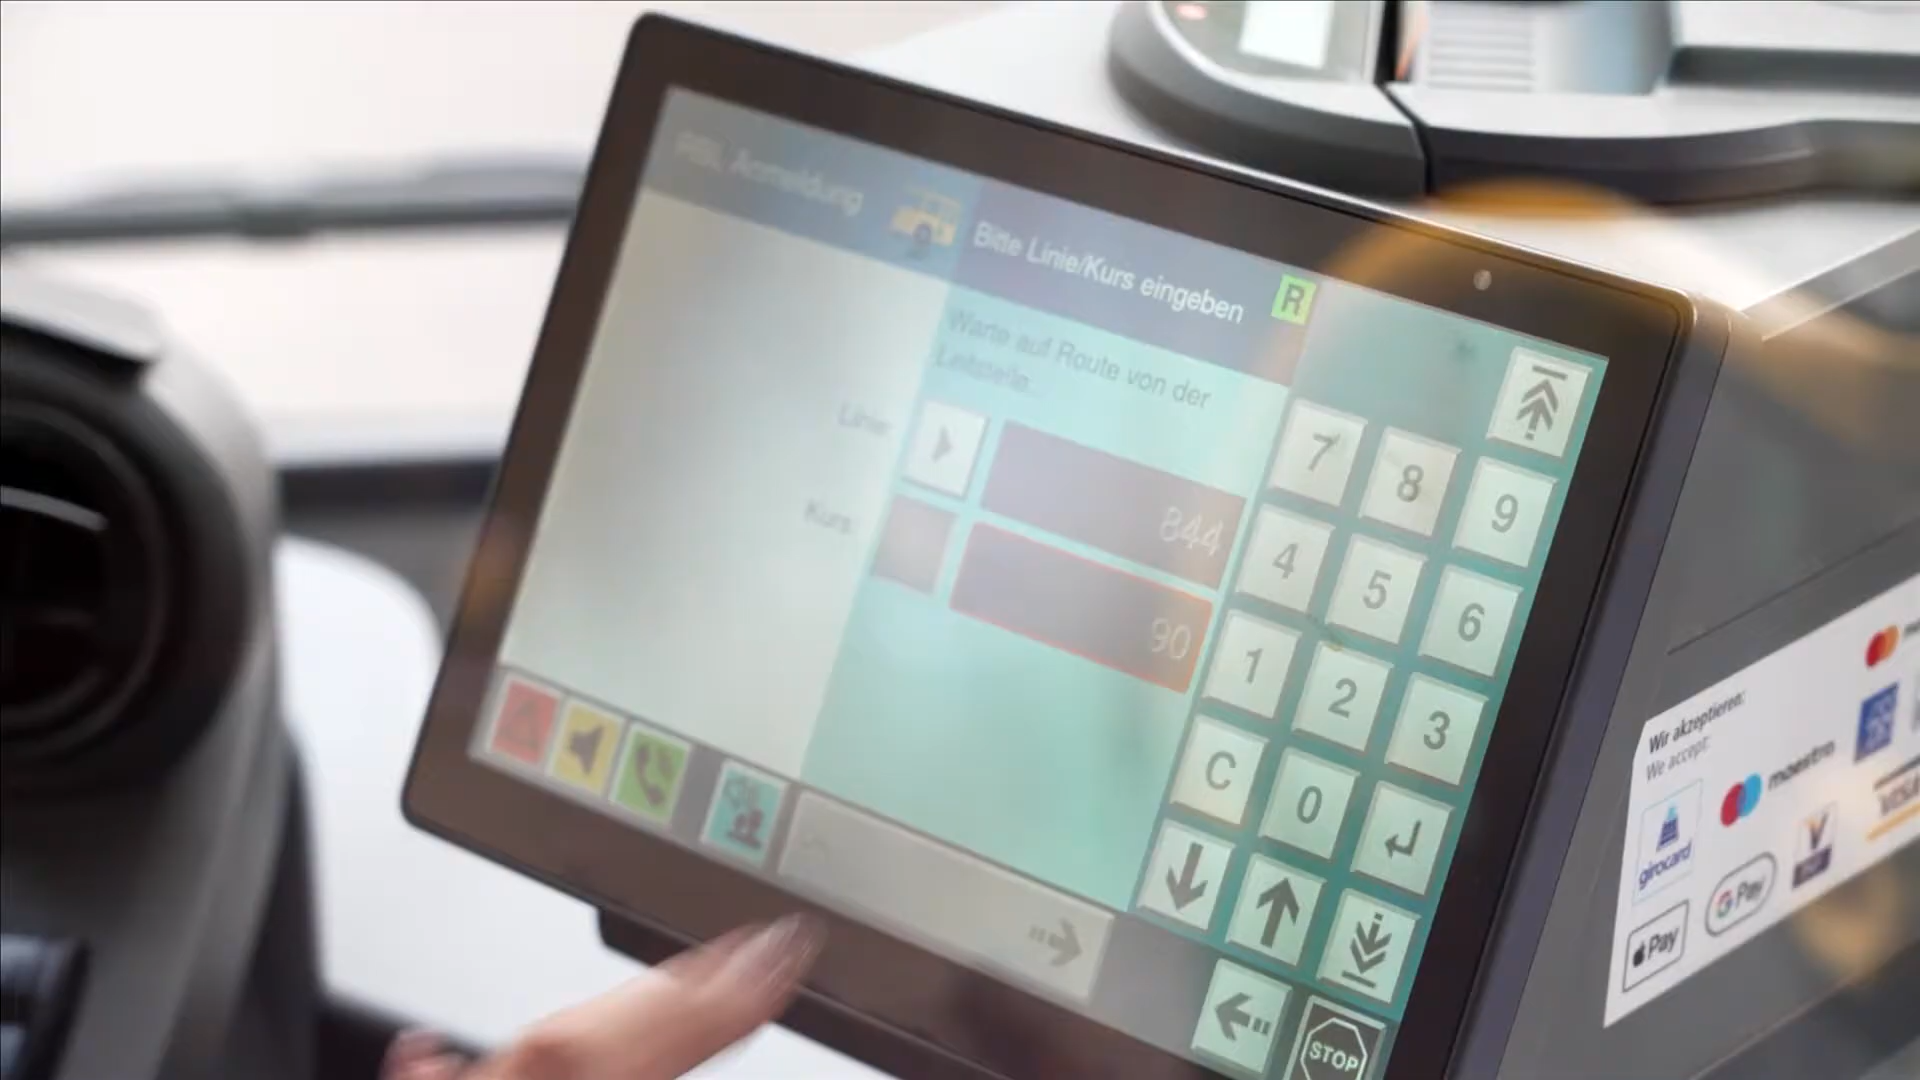 RBL Anmeldung
Bitte Linie/Kurs eingeben
R
Warte auf Route von der
Leitstelle.
Linie
844
Kurs
90
7 8 9
4 5 6
1 2 3
C 0
STOP
Wir akzeptieren:
We accept:
girocard
maestro
VISA
V
Pay
G Pay